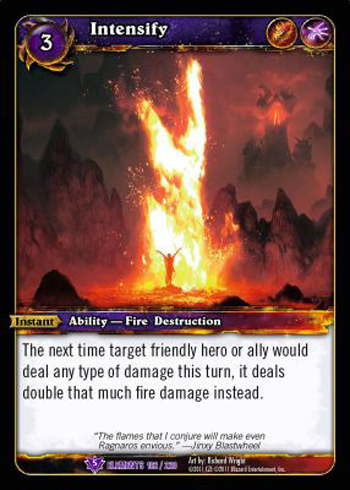 3 Intensify
Instant Ability — Fire Destruction
The next time target friendly hero or ally would
deal any type of damage this turn, it deals
double that much fire damage instead.
"The flames that I conjure will make even
Ragnaros envious." —Jinxy Blastwheel
Art by: Richard Wright